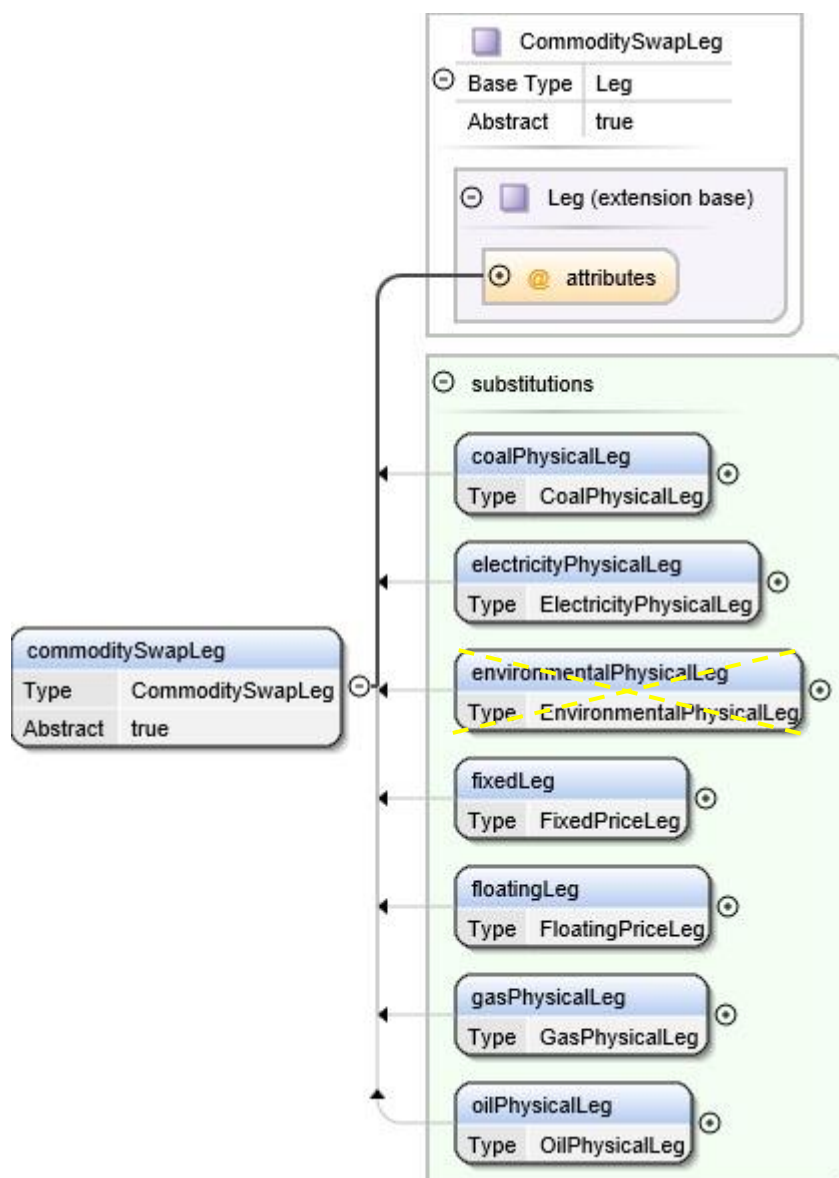 CommoditySwapLeg
Base Type Leg
Abstract true
Leg (extension base)
@ attributes
substitutions
coalPhysicalLeg
Type CoalPhysicalLeg
electricityPhysicalLeg
Type ElectricityPhysicalLeg
commoditySwapLeg
Type CommoditySwapLeg
Abstract true
environmentalPhysicalLeg
Type EnvironmentalPhysicalLeg
fixedLeg
Type FixedPriceLeg
floatingLeg
Type FloatingPriceLeg
gasPhysicalLeg
Type GasPhysicalLeg
oilPhysicalLeg
Type OilPhysicalLeg